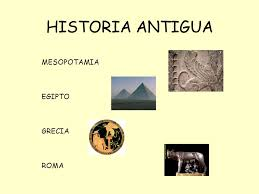 HISTORIA ANTIGUA
MESOPOTAMIA
EGIPTO
GRECIA
ROMA